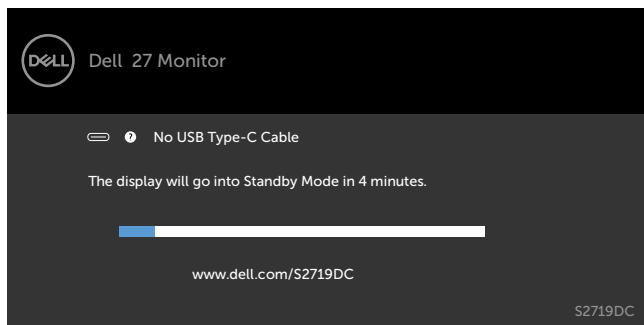 DELL
Dell 27 Monitor
? No USB Type-C Cable
The display will go into Standby Mode in 4 minutes.
www.dell.com/S2719DC
S2719DC